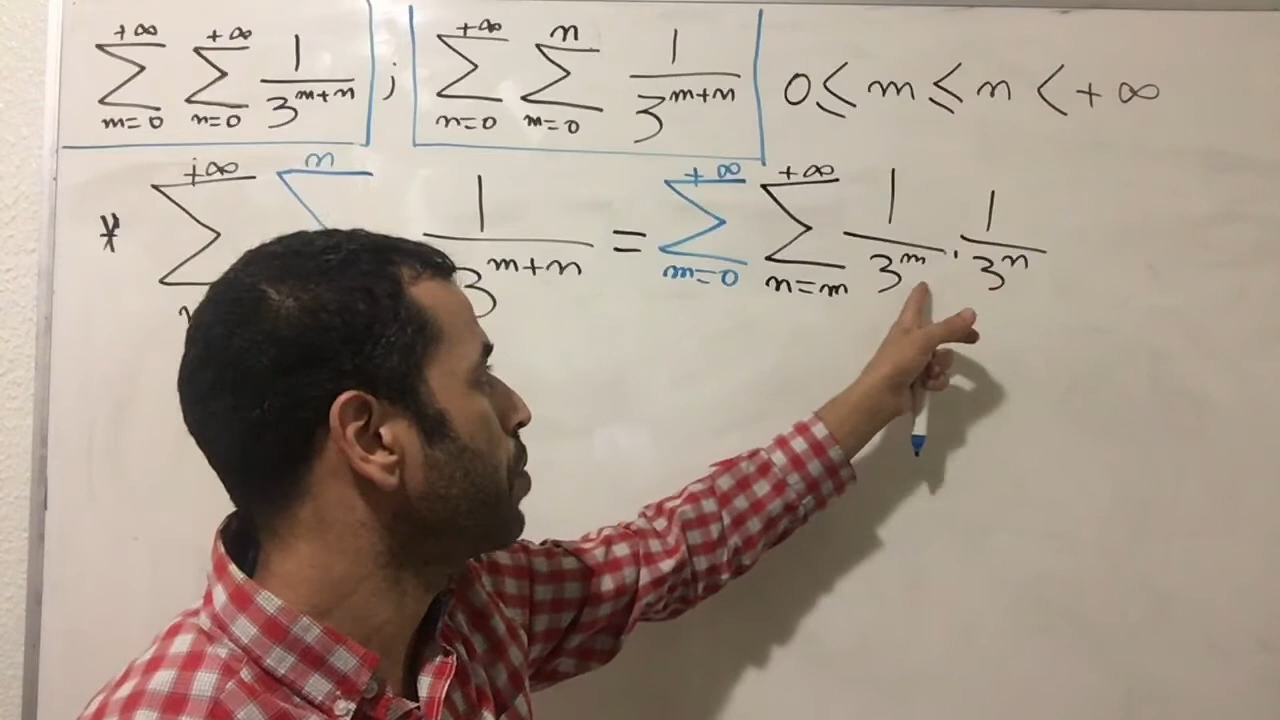 +∞ ∑ m=0 +∞ ∑ n=0 1/3^{m+n} ; +∞ ∑ n=0 n ∑ m=0 1/3^{m+n} 0 ≤ m ≤ n < +∞
* +∞ ∑ n ∑ 1/3^{m+n} = +∞ ∑ m=0 +∞ ∑ n=m 1/3^m · 1/3^n